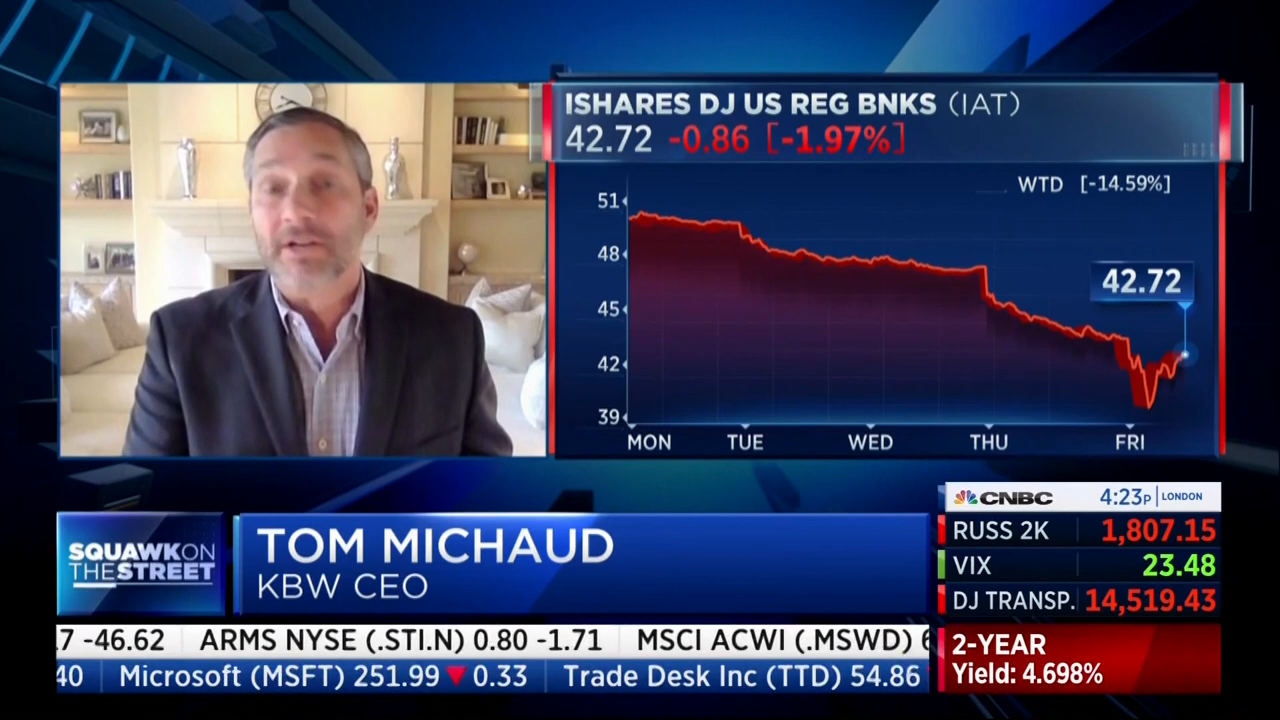 ISHARES DJ US REG BNKS (IAT)
42.72 -0.86 [-1.97%]
WTD [-14.59%]
51
48
45
42
39
42.72
MON TUE WED THU FRI
SQUAWK ON
THE STREET
TOM MICHAUD
KBW CEO
CNBC 4:23P LONDON
RUSS 2K 1,807.15
VIX 23.48
DJ TRANSP. 14,519.43
2-YEAR
Yield: 4.698%
7 -46.62 ARMS NYSE (.STI.N) 0.80 -1.71 MSCI ACWI (.MSWD)
40 Microsoft (MSFT) 251.99 ▼ 0.33 Trade Desk Inc (TTD) 54.86